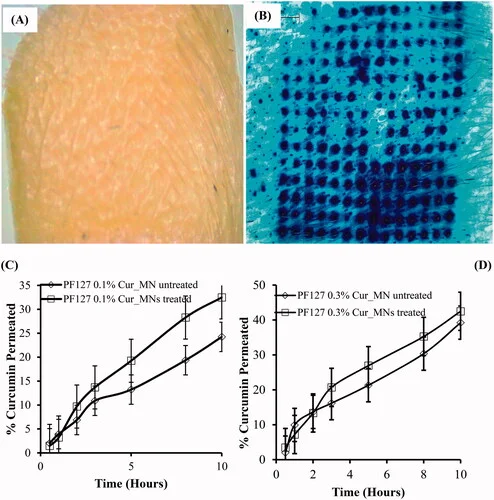 (A)
(B)
(C)
PF127 0.1% Cur_MN untreated
PF127 0.1% Cur_MNs treated
% Curcumin Permeated
35
30
25
20
15
10
5
0
0
5
10
Time (Hours)
(D)
PF127 0.3% Cur_MN untreated
PF127 0.3% Cur_MNs treated
% Curcumin Permeated
50
40
30
20
10
0
0
2
4
6
8
10
Time (Hours)